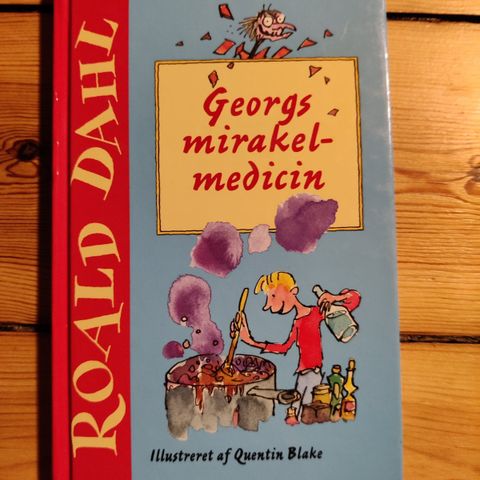 ROALD DAHL
Georgs
mirakel-
medicin
Illustreret af Quentin Blake